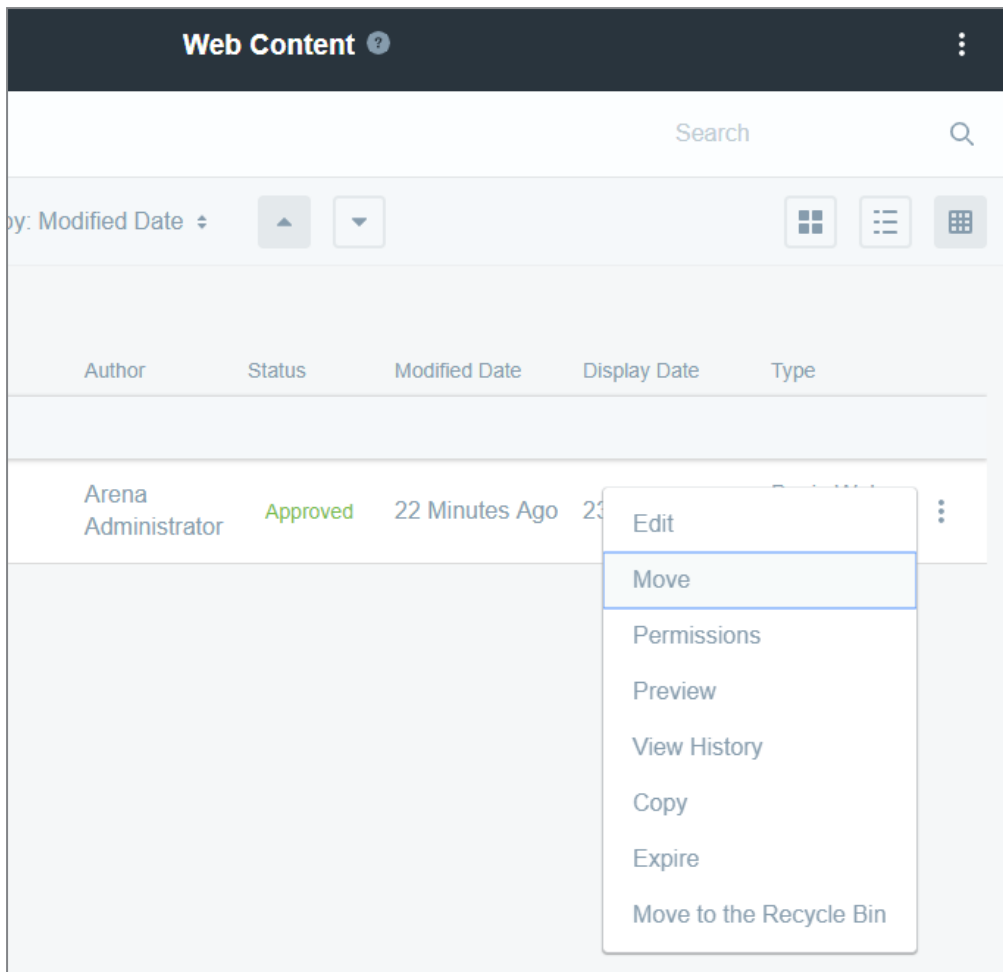 Web Content ?
Search
by: Modified Date
Author Status Modified Date Display Date Type
Arena
Administrator
Approved
22 Minutes Ago
Edit
Move
Permissions
Preview
View History
Copy
Expire
Move to the Recycle Bin